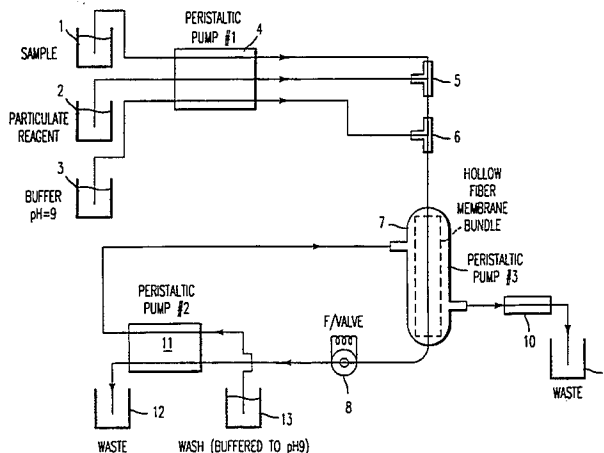 1
SAMPLE
PERISTALTIC
PUMP #1
4
2
PARTICULATE
REAGENT
5
3
BUFFER
pH=9
6
HOLLOW
FIBER
MEMBRANE
BUNDLE
7
PERISTALTIC
PUMP #3
PERISTALTIC
PUMP #2
11
F/VALVE
8
10
12
WASTE
13
WASH (BUFFERED TO pH9)
WASTE